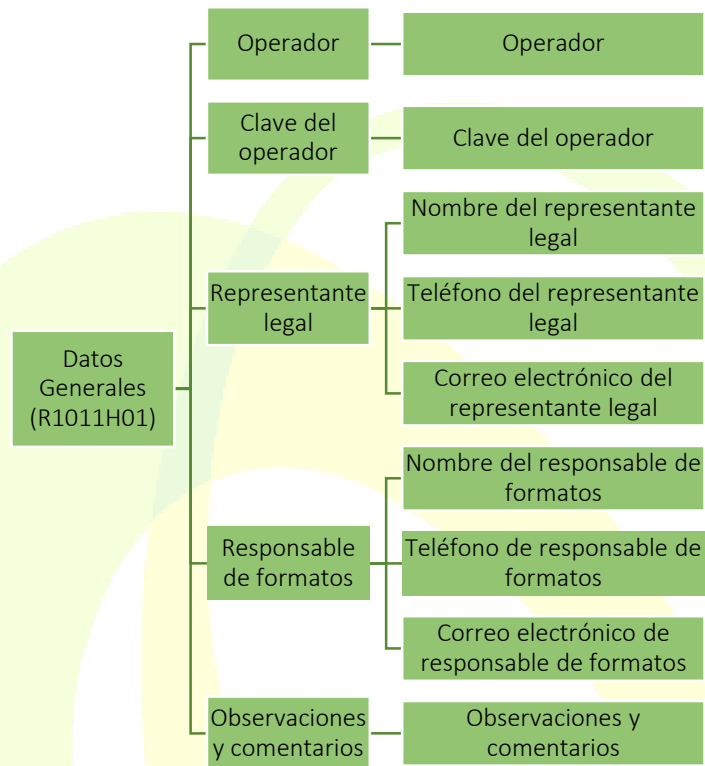 Datos
Generales
(R1011H01)
Operador
Operador
Clave del
operador
Clave del operador
Representante
legal
Nombre del representante
legal
Teléfono del representante
legal
Correo electrónico del
representante legal
Responsable
de formatos
Nombre del responsable de
formatos
Teléfono de responsable de
formatos
Correo electrónico de
responsable de formatos
Observaciones
y comentarios
Observaciones y
comentarios